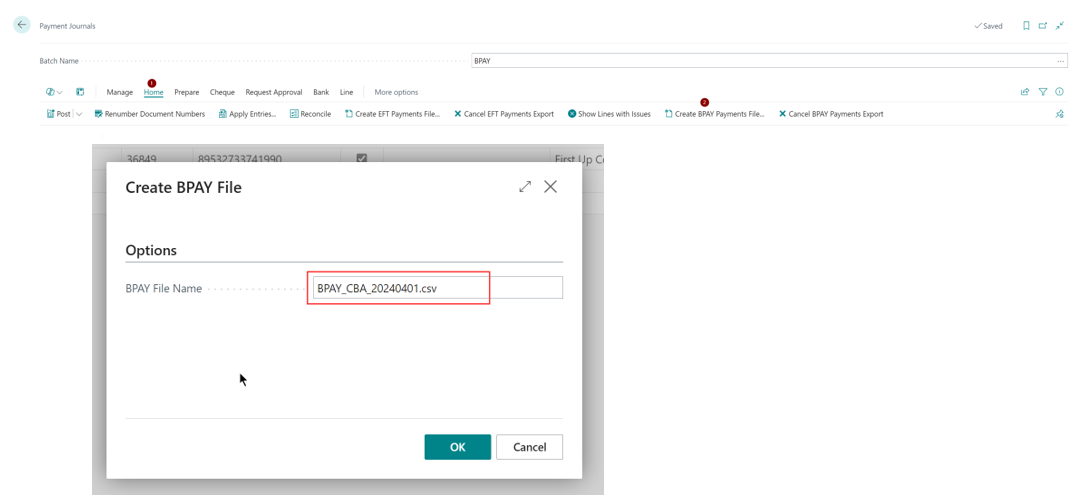 Payment Journals
Saved
Batch Name
BPAY
1
Manage Home Prepare Cheque Request Approval Bank Line More options
2
Post Renumber Document Numbers Apply Entries... Reconcile Create EFT Payments File... Cancel EFT Payments Export Show Lines with Issues Create BPAY Payments File... Cancel BPAY Payments Export
36849 89532733741990 First Up Co
Create BPAY File
Options
BPAY File Name BPAY_CBA_20240401.csv
OK Cancel